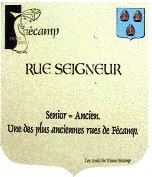 Fécamp
RUE SEIGNEUR
Senior = Ancien.
Une des plus anciennes rues de Fécamp.
Les amis du Vieux Fécamp